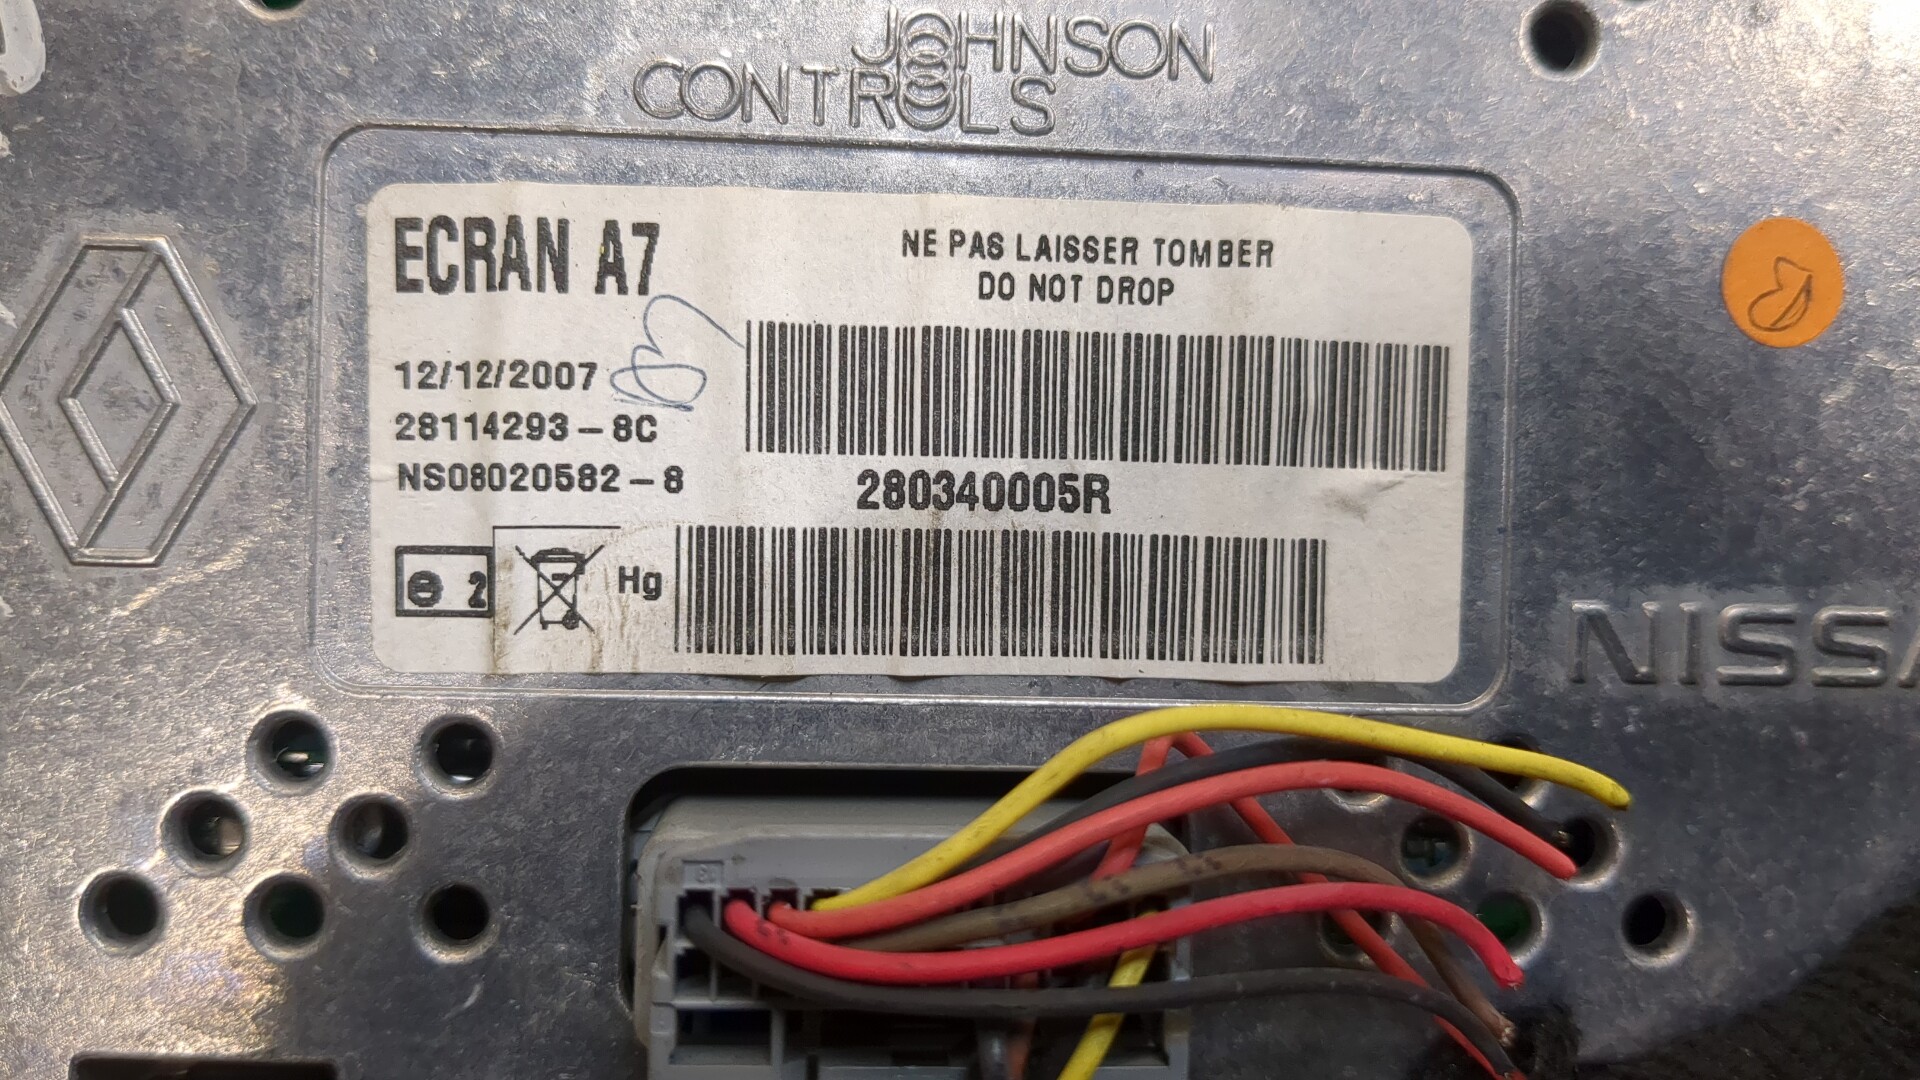 JOHNSON
CONTROLS
ECRAN A7
NE PAS LAISSER TOMBER
DO NOT DROP
12/12/2007
28114293-8C
NS08020582-8
280340005R
e 2
Hg
NISSA